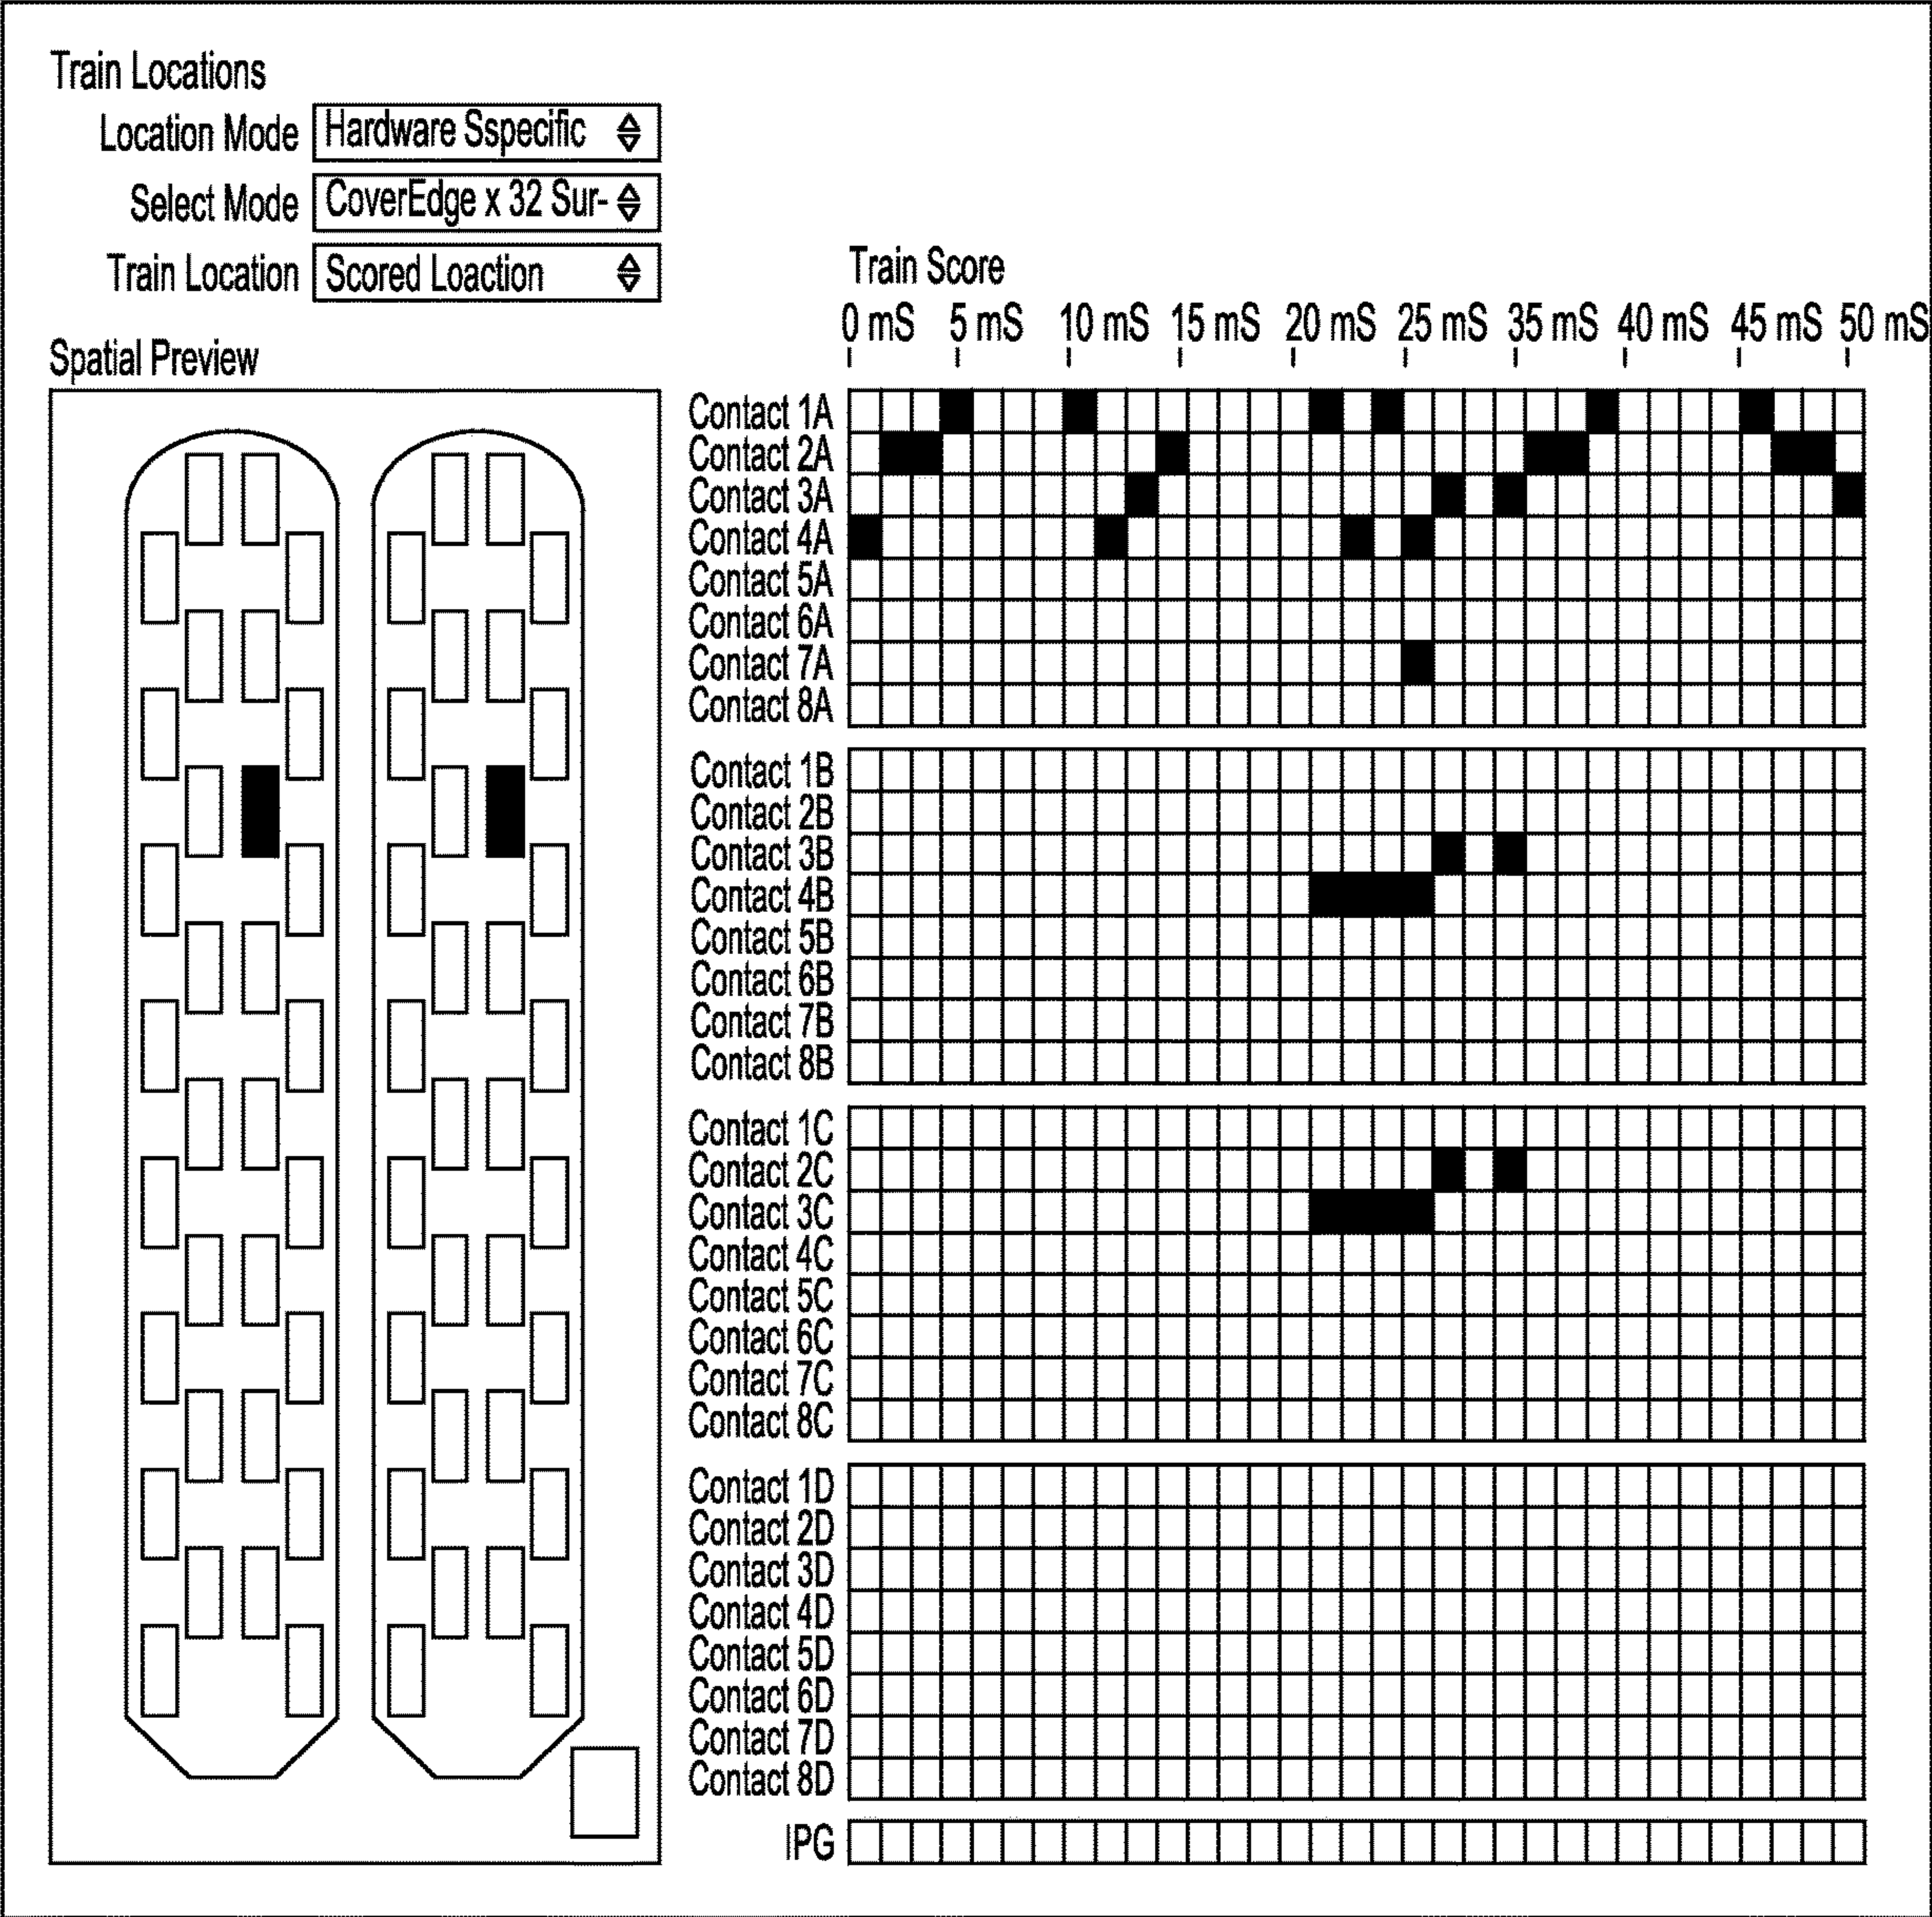 Train Locations
Location Mode Hardware Sspecific
Select Mode CoverEdge x 32 Sur-
Train Location Scored Loaction
Train Score
0 mS 5 mS 10 mS 15 mS 20 mS 25 mS 35 mS 40 mS 45 mS 50 mS
Spatial Preview
Contact 1A
Contact 2A
Contact 3A
Contact 4A
Contact 5A
Contact 6A
Contact 7A
Contact 8A
Contact 1B
Contact 2B
Contact 3B
Contact 4B
Contact 5B
Contact 6B
Contact 7B
Contact 8B
Contact 1C
Contact 2C
Contact 3C
Contact 4C
Contact 5C
Contact 6C
Contact 7C
Contact 8C
Contact 1D
Contact 2D
Contact 3D
Contact 4D
Contact 5D
Contact 6D
Contact 7D
Contact 8D
IPG